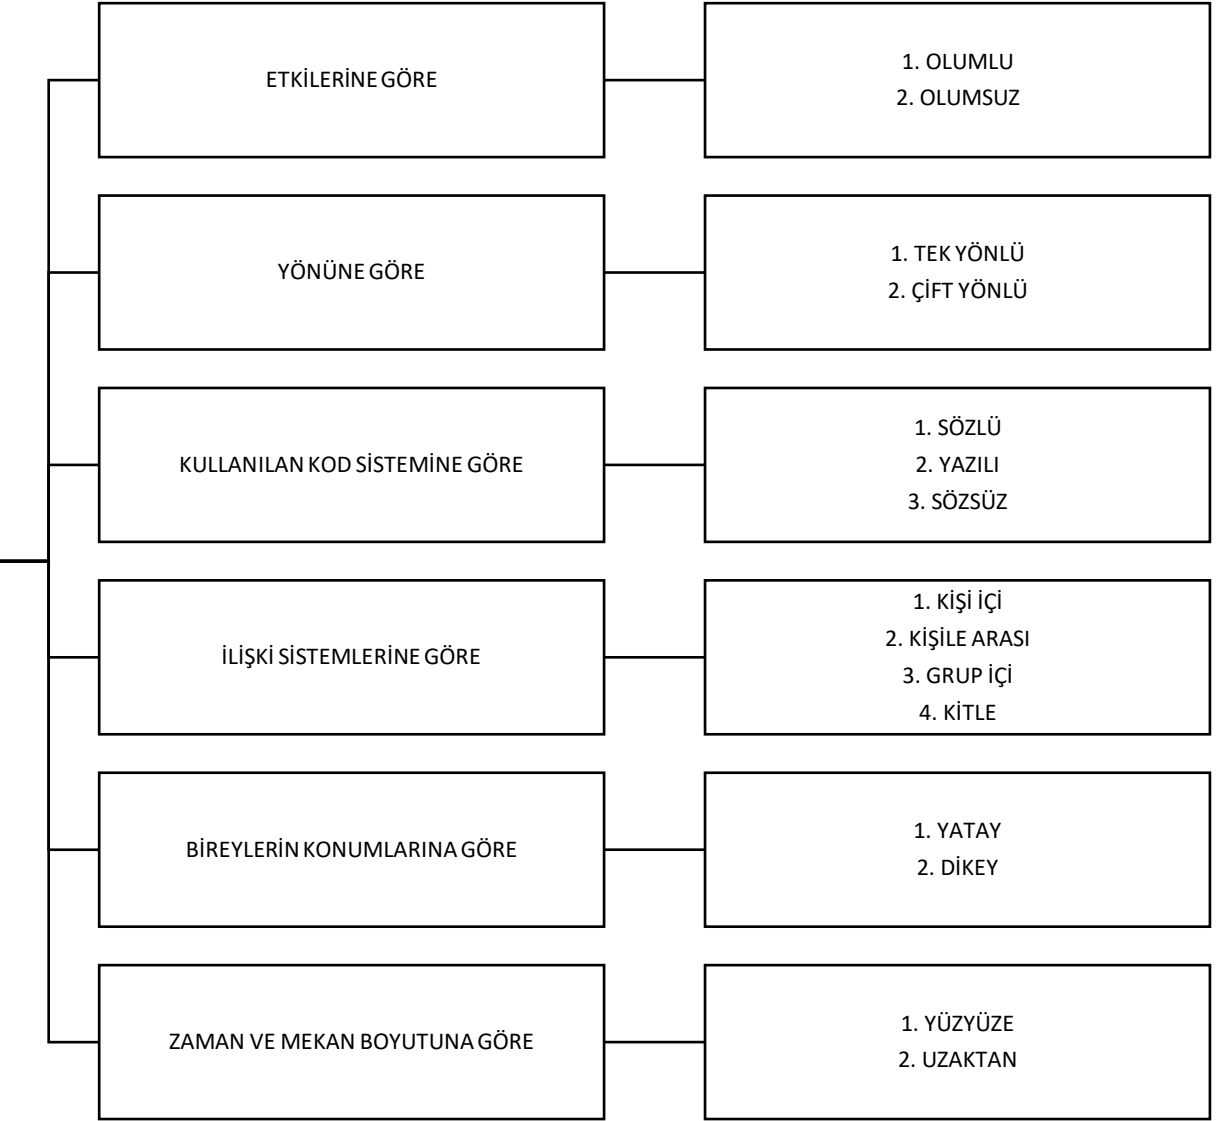 ETKİLERİNE GÖRE
1. OLUMLU
2. OLUMSUZ
YÖNÜNE GÖRE
1. TEK YÖNLÜ
2. ÇİFT YÖNLÜ
KULLANILAN KOD SİSTEMİNE GÖRE
1. SÖZLÜ
2. YAZILI
3. SÖZSÜZ
İLİŞKİ SİSTEMLERİNE GÖRE
1. KİŞİ İÇİ
2. KİŞİLE ARASI
3. GRUP İÇİ
4. KİTLE
BİREYLERİN KONUMLARINA GÖRE
1. YATAY
2. DİKEY
ZAMAN VE MEKAN BOYUTUNA GÖRE
1. YÜZYÜZE
2. UZAKTAN